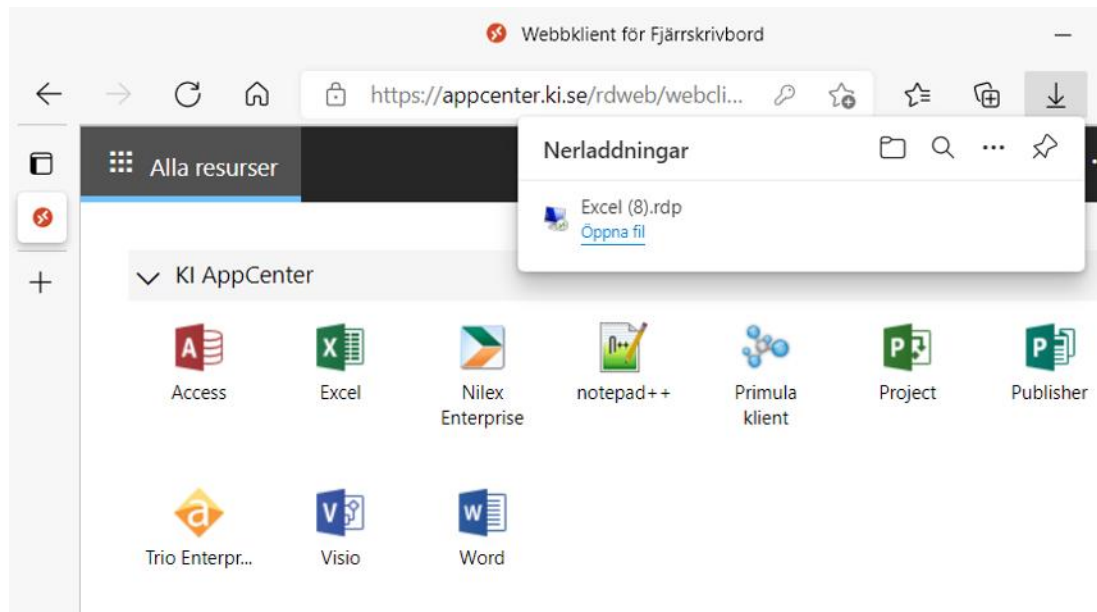 Webbklient för Fjärrskrivbord
https://appcenter.ki.se/rdweb/webcli...
Alla resurser
Nerladdningar
Excel (8).rdp
Öppna fil
KI AppCenter
Access
Excel
Nilex
Enterprise
notepad++
Primula
klient
Project
Publisher
Trio Enterpr...
Visio
Word